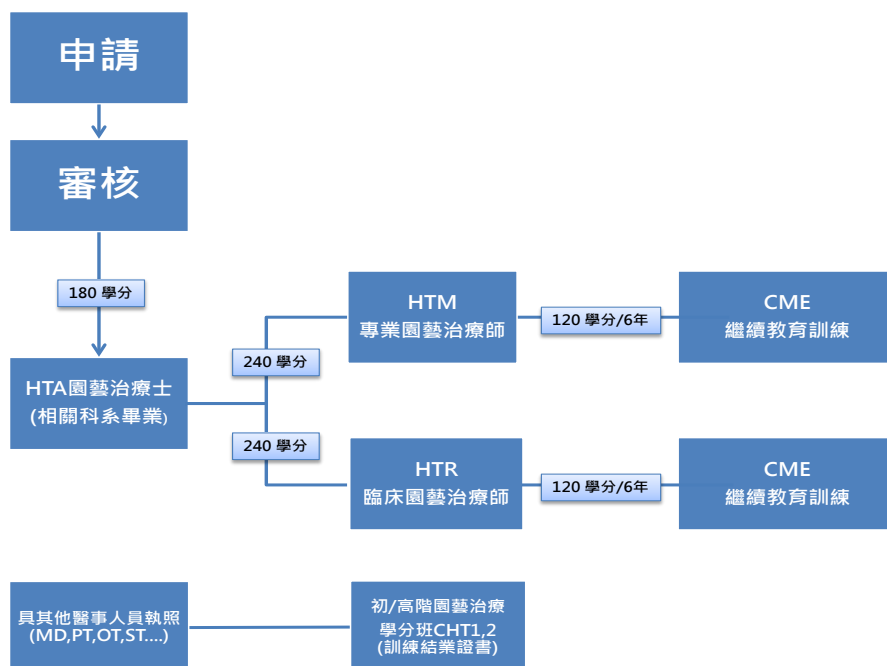 申請
審核
180 學分
HTA園藝治療士
(相關科系畢業)
240 學分
240 學分
HTM
專業園藝治療師
120 學分/6年
CME
繼續教育訓練
HTR
臨床園藝治療師
120 學分/6年
CME
繼續教育訓練
具其他醫事人員執照
(MD,PT,OT,ST....)
初/高階園藝治療
學分班CHT1,2
(訓練結業證書)